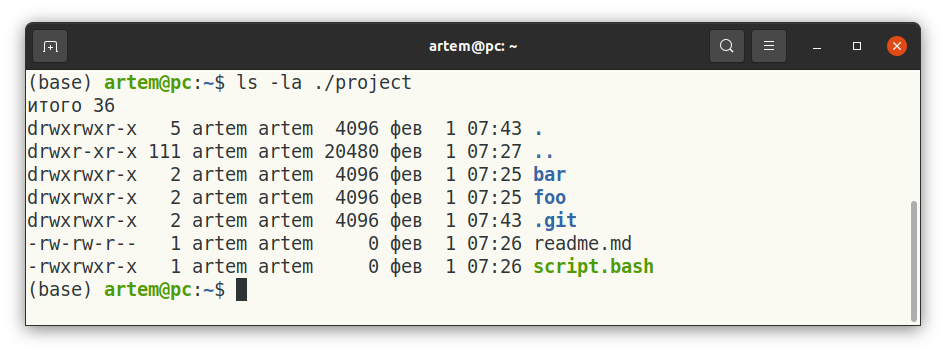 artem@pc: ~
(base) artem@pc:~$ ls -la ./project
итого 36
drwxrwxr-x   5 artem artem  4096 фев  1 07:43 .
drwxr-xr-x 111 artem artem 20480 фев  1 07:27 ..
drwxrwxr-x   2 artem artem  4096 фев  1 07:25 bar
drwxrwxr-x   2 artem artem  4096 фев  1 07:25 foo
drwxrwxr-x   2 artem artem  4096 фев  1 07:43 .git
-rw-rw-r--   1 artem artem     0 фев  1 07:26 readme.md
-rwxrwxr-x   1 artem artem     0 фев  1 07:26 script.bash
(base) artem@pc:~$